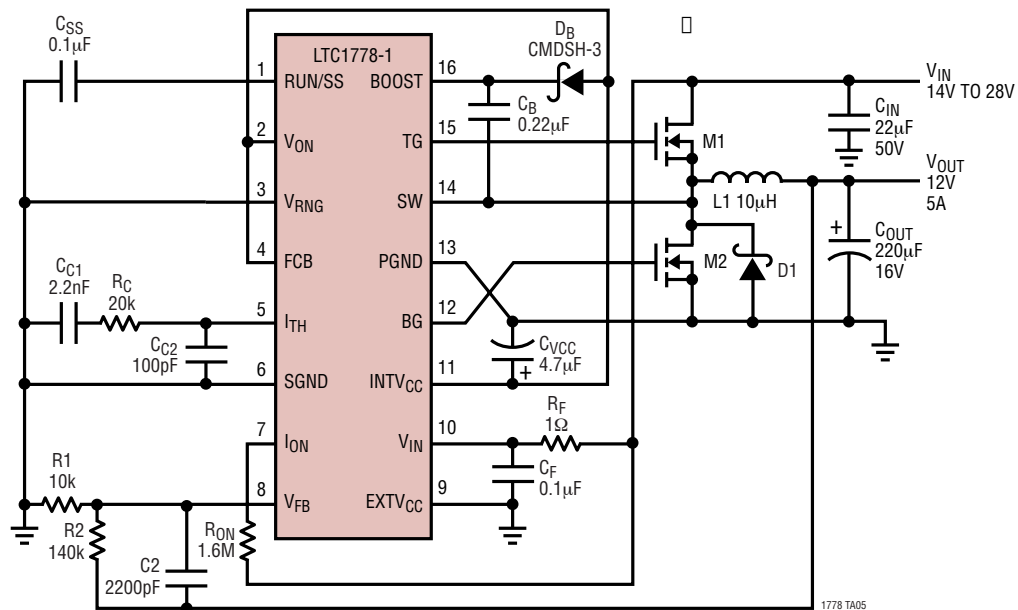 CSS
0.1µF
DB
CMDSH-3
LTC1778-1
1
RUN/SS
BOOST
16
VIN
14V TO 28V
CB
0.22µF
CIN
22µF
50V
2
VON
TG
15
M1
VOUT
12V
5A
3
VRNG
SW
14
L1 10µH
4
FCB
PGND
13
M2
D1
+
COUT
220µF
16V
CC1
2.2nF
RC
20k
5
ITH
BG
12
CC2
100pF
CVCC
4.7µF
+
6
SGND
INTVCC
11
RF
1Ω
7
ION
VIN
10
CF
0.1µF
R1
10k
8
VFB
EXTVCC
9
R2
140k
RON
1.6M
C2
2200pF
1778 TA05